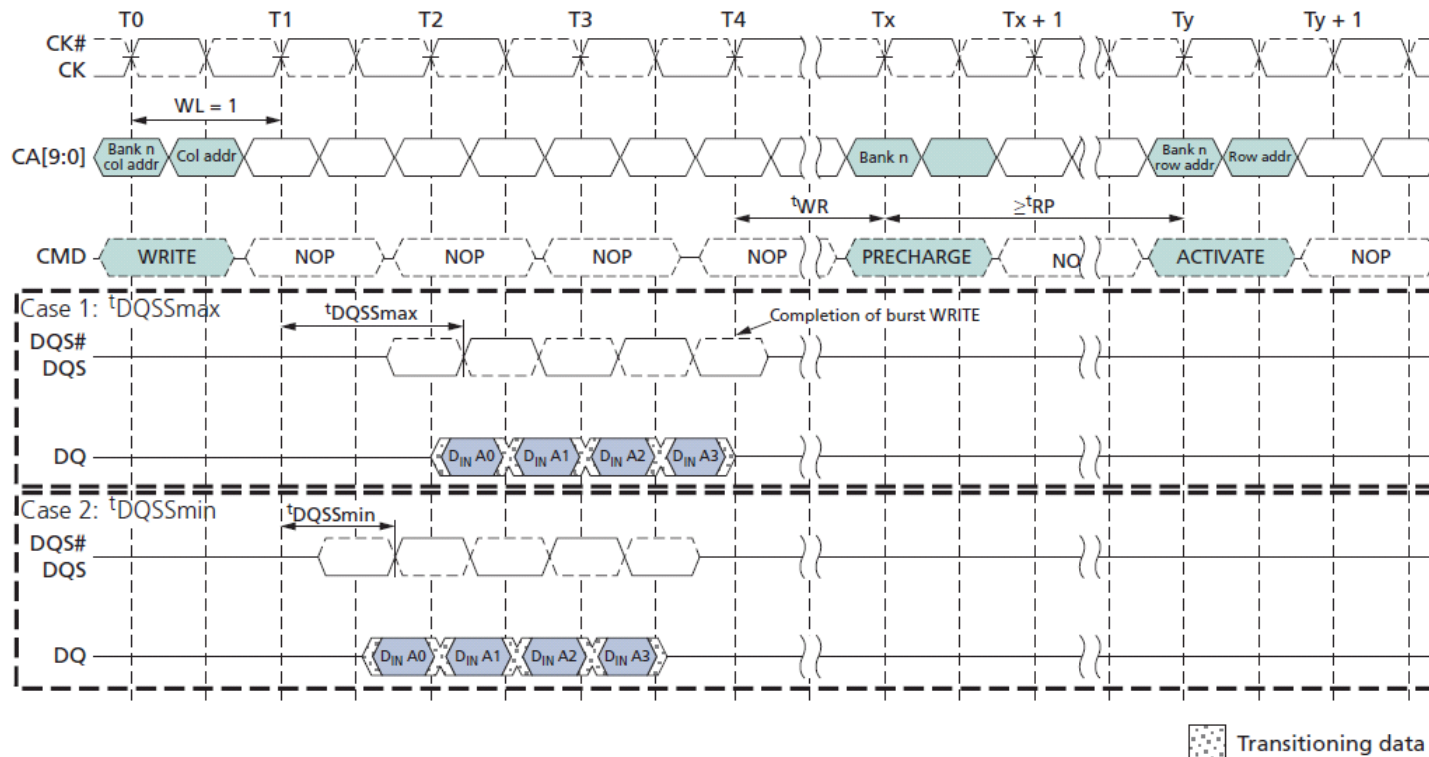 T0 T1 T2 T3 T4 Tx Tx + 1 Ty Ty + 1
CK#
CK
WL = 1
CA[9:0] Bank n col addr Col addr Bank n Bank n row addr Row addr
tWR ≥tRP
CMD WRITE NOP NOP NOP NOP PRECHARGE NO ACTIVATE NOP
Case 1: tDQSSmax
tDQSSmax
Completion of burst WRITE
DQS#
DQS
DQ DIN A0 DIN A1 DIN A2 DIN A3
Case 2: tDQSSmin
tDQSSmin
DQS#
DQS
DQ DIN A0 DIN A1 DIN A2 DIN A3
Transitioning data